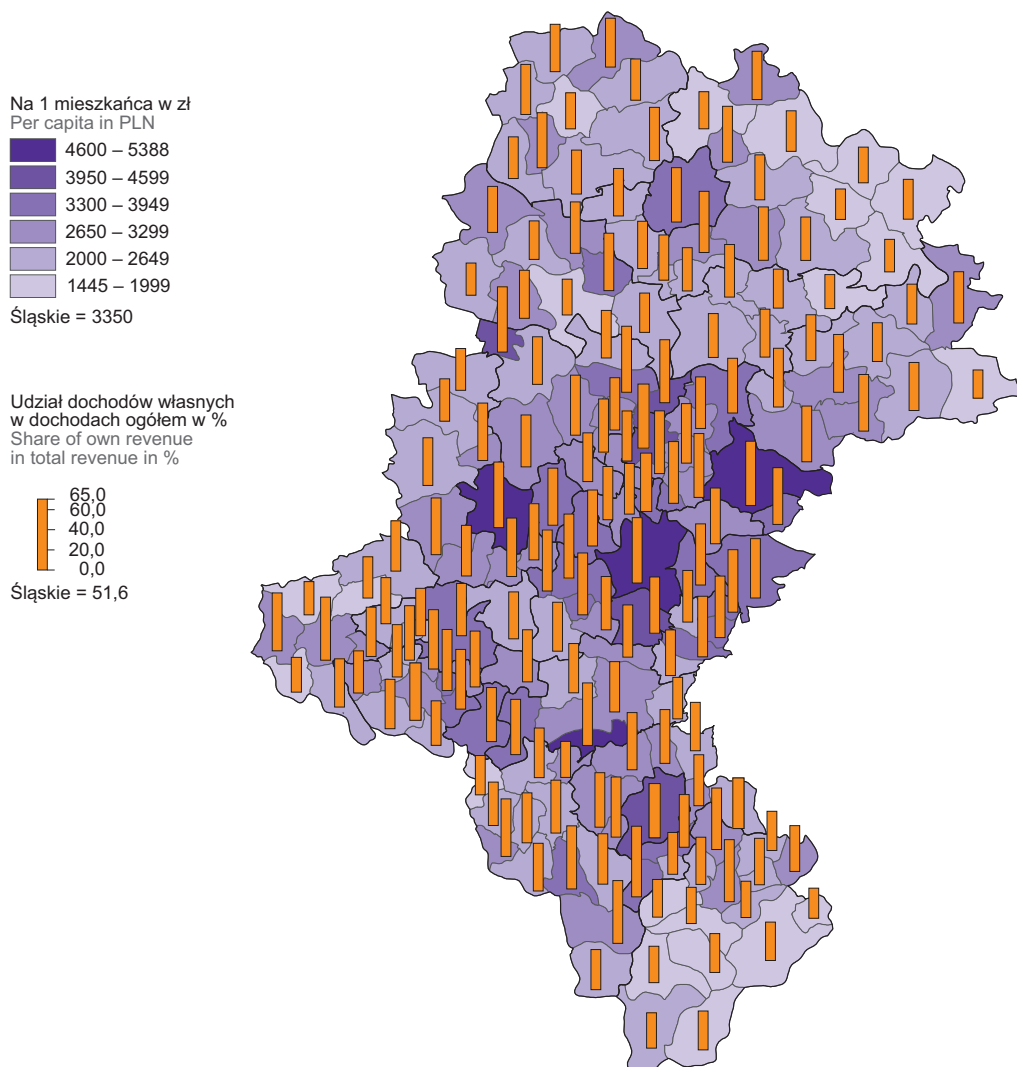 Na 1 mieszkańca w zł
Per capita in PLN
4600 – 5388
3950 – 4599
3300 – 3949
2650 – 3299
2000 – 2649
1445 – 1999
Śląskie = 3350
Udział dochodów własnych
w dochodach ogółem w %
Share of own revenue
in total revenue in %
65,0
60,0
40,0
20,0
0,0
Śląskie = 51,6